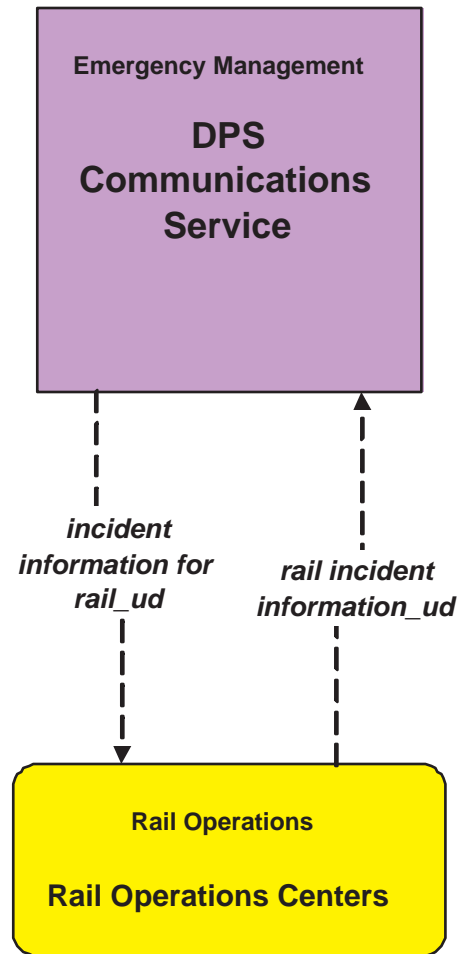 Emergency Management
DPS
Communications
Service
incident
information for
rail_ud
rail incident
information_ud
Rail Operations
Rail Operations Centers